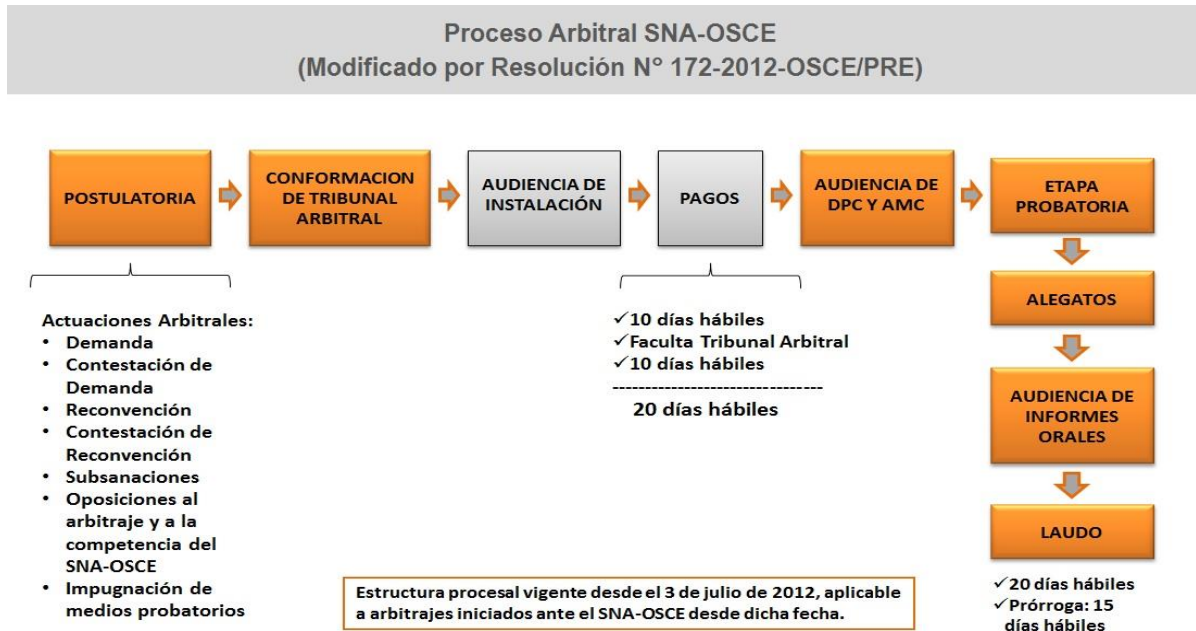 Proceso Arbitral SNA-OSCE
(Modificado por Resolución N° 172-2012-OSCE/PRE)
POSTULATORIA
CONFORMACION
DE TRIBUNAL
ARBITRAL
AUDIENCIA DE
INSTALACIÓN
PAGOS
AUDIENCIA DE
DPC Y AMC
ETAPA
PROBATORIA
Actuaciones Arbitrales:
• Demanda
• Contestación de
Demanda
• Reconvención
• Contestación de
Reconvención
• Subsanaciones
• Oposiciones al
arbitraje y a la
competencia del
SNA-OSCE
• Impugnación de
medios probatorios
✓10 días hábiles
✓Faculta Tribunal Arbitral
✓10 días hábiles
--------------------------------
20 días hábiles
ALEGATOS
AUDIENCIA DE
INFORMES
ORALES
LAUDO
✓20 días hábiles
✓Prórroga: 15
días hábiles
Estructura procesal vigente desde el 3 de julio de 2012, aplicable
a arbitrajes iniciados ante el SNA-OSCE desde dicha fecha.